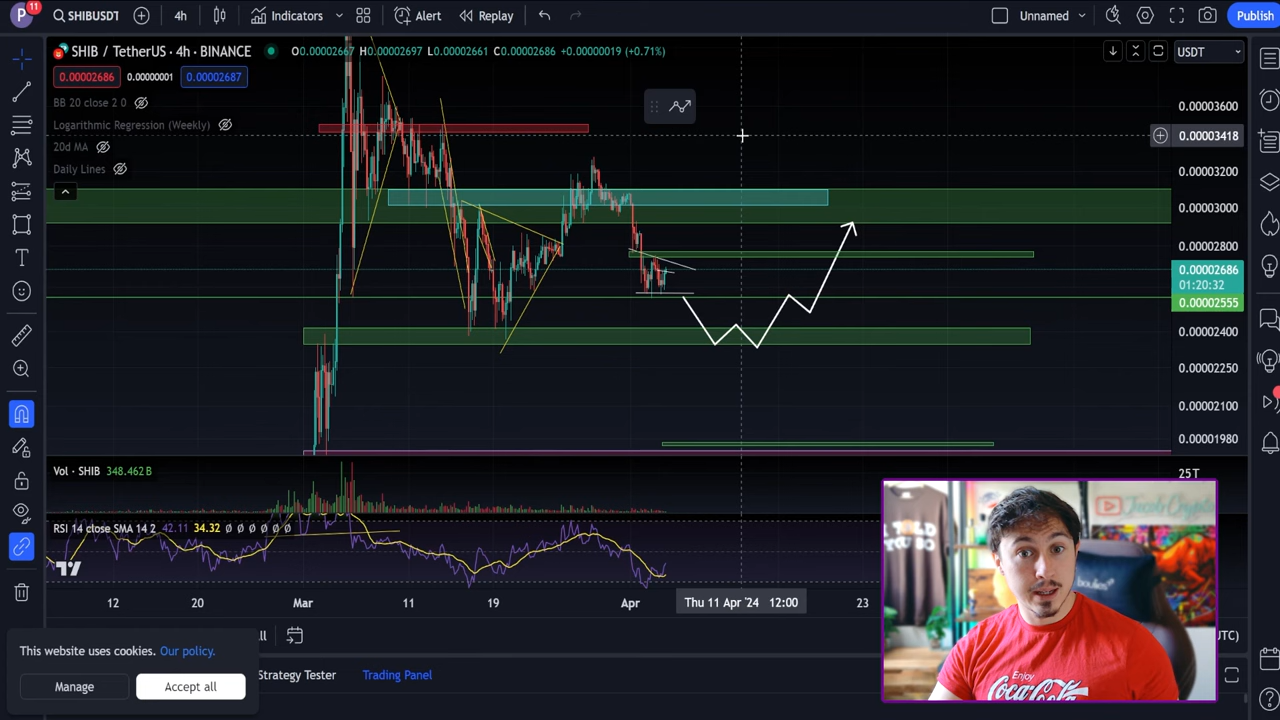 P
11
SHIBUSDT
4h
Indicators
Alert
Replay
Unnamed
Publish
SHIB / TetherUS · 4h · BINANCE
O0.00002667 H0.00002697 L0.00002661 C0.00002686 +0.00000019 (+0.71%)
USDT
0.00002686
0.00000001
0.00002687
BB 20 close 2 0
Logarithmic Regression (Weekly)
20d MA
Daily Lines
0.00003600
0.00003418
0.00003200
0.00003000
0.00002800
0.00002686
01:20:32
0.00002555
0.00002400
0.00002250
0.00002100
0.00001980
Vol · SHIB 348.462B
25T
RSI 14 close SMA 14 2 42.11 34.32 Ø Ø Ø Ø Ø Ø
12
20
Mar
11
19
Apr
Thu 11 Apr '24 12:00
23
UTC)
This website uses cookies. Our policy.
Manage
Accept all
Strategy Tester
Trading Panel
Enjoy
Coca-Cola